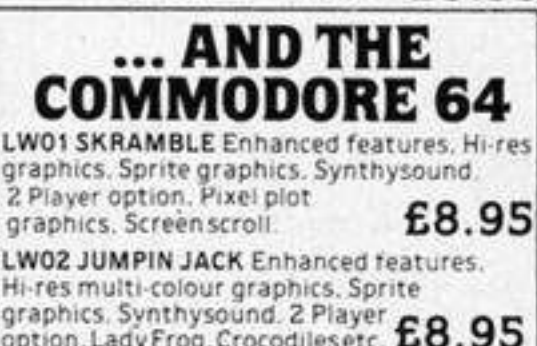 ... AND THE
COMMODORE 64
LW01 SKRAMBLE Enhanced features, Hi-res
graphics, Sprite graphics, Synthysound.
2 Player option, Pixel plot
graphics, Screen scroll. £8.95
LW02 JUMPIN JACK Enhanced features,
Hi-res multi-colour graphics, Sprite
graphics, Synthysound. 2 Player
option, Lady Frog, Crocodiles etc. £8.95